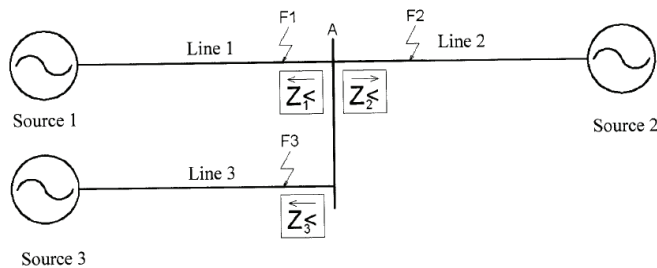 F1
A
F2
Line 1
Line 2
Z1<
Z2<
Source 1
Source 2
F3
Line 3
Z3<
Source 3